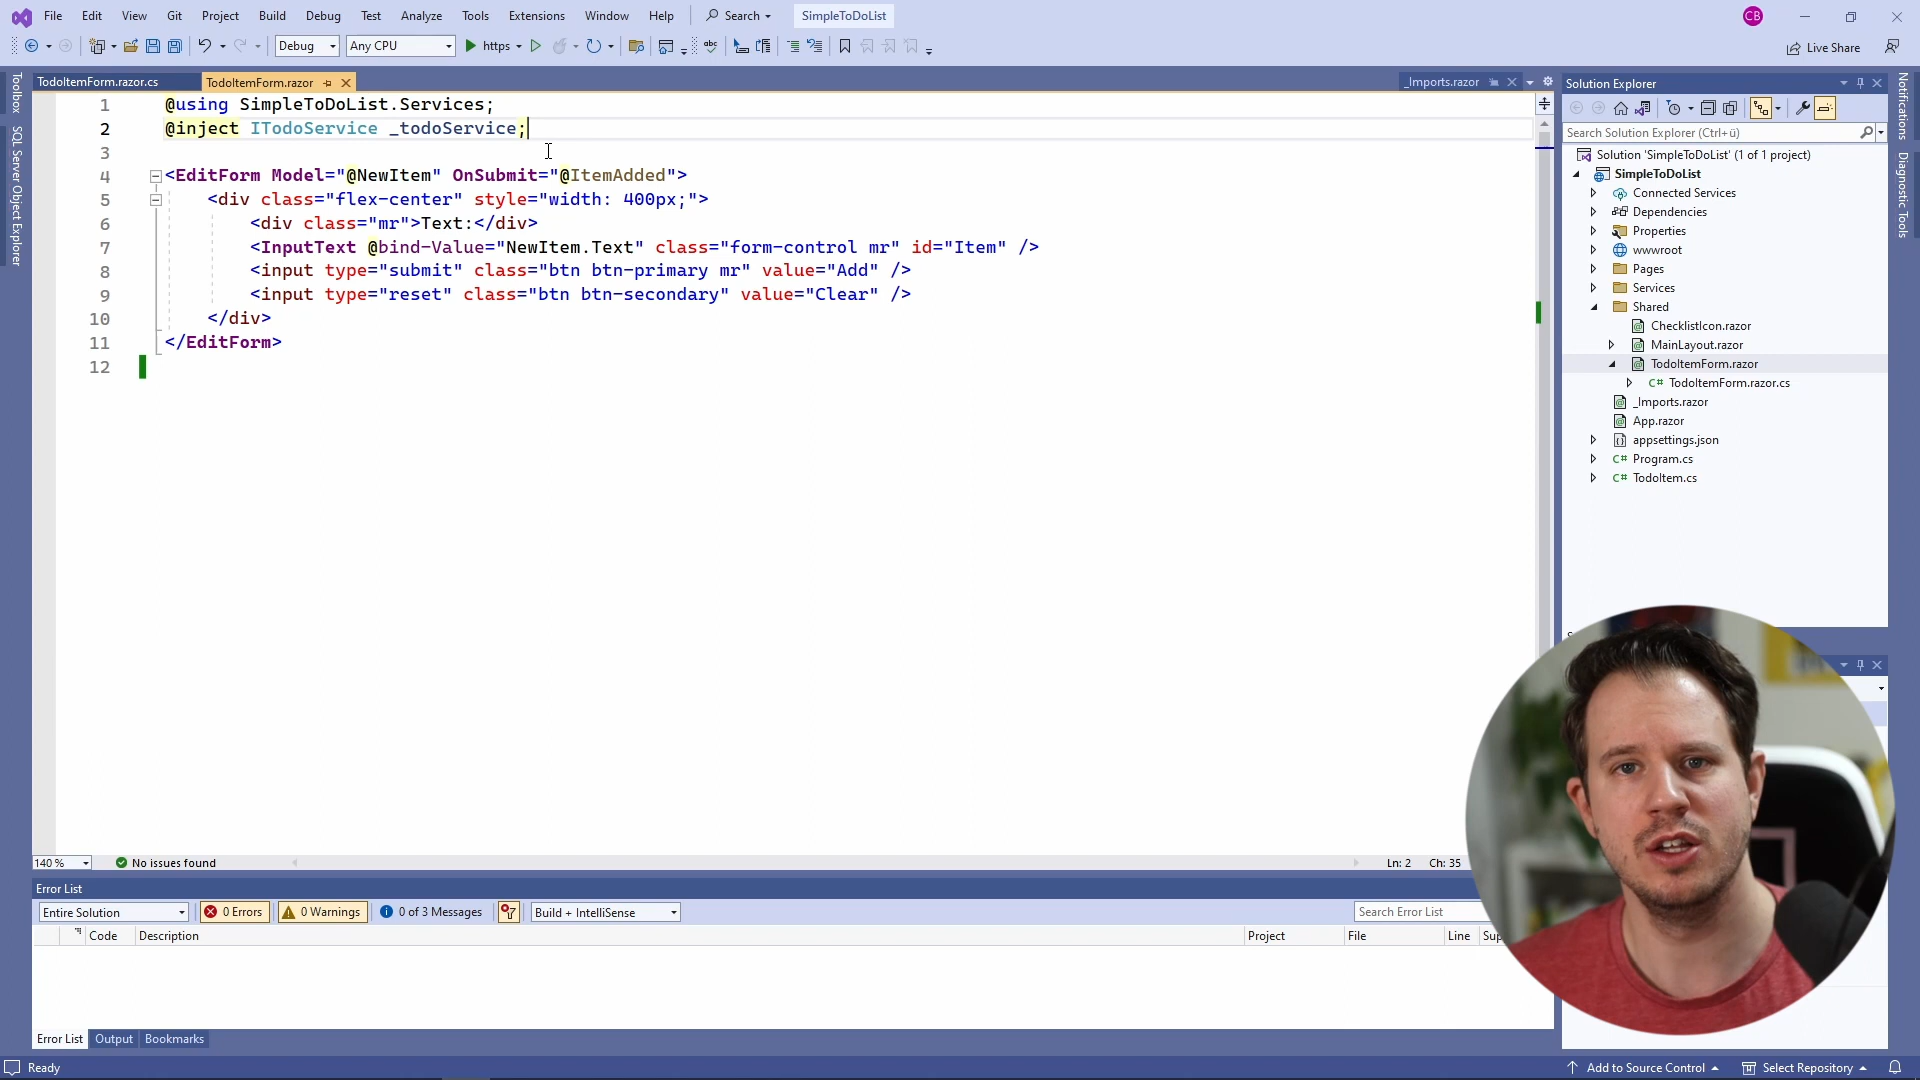 File Edit View Git Project Build Debug Test Analyze Tools Extensions Window Help Search SimpleToDoList CB
Debug Any CPU https Live Share
TodoItemForm.razor.cs TodoItemForm.razor _Imports.razor
Toolbox
SQL Server Object Explorer
1 @using SimpleToDoList.Services;
2 @inject ITodoService _todoService;
3
4 <EditForm Model="@NewItem" OnSubmit="@ItemAdded">
5 <div class="flex-center" style="width: 400px;">
6 <div class="mr">Text:</div>
7 <InputText @bind-Value="NewItem.Text" class="form-control mr" id="Item" />
8 <input type="submit" class="btn btn-primary mr" value="Add" />
9 <input type="reset" class="btn btn-secondary" value="Clear" />
10 </div>
11 </EditForm>
12
140 % No issues found Ln: 2 Ch: 35
Solution Explorer
Search Solution Explorer (Ctrl+ü)
Solution 'SimpleToDoList' (1 of 1 project)
SimpleToDoList
Connected Services
Dependencies
Properties
wwwroot
Pages
Services
Shared
ChecklistIcon.razor
MainLayout.razor
TodoItemForm.razor
C# TodoItemForm.razor.cs
_Imports.razor
App.razor
appsettings.json
C# Program.cs
C# TodoItem.cs
Notifications
Diagnostic Tools
Error List
Entire Solution 0 Errors 0 Warnings 0 of 3 Messages Build + IntelliSense Search Error List
Code Description Project File Line
Error List Output Bookmarks
Ready Add to Source Control Select Repository